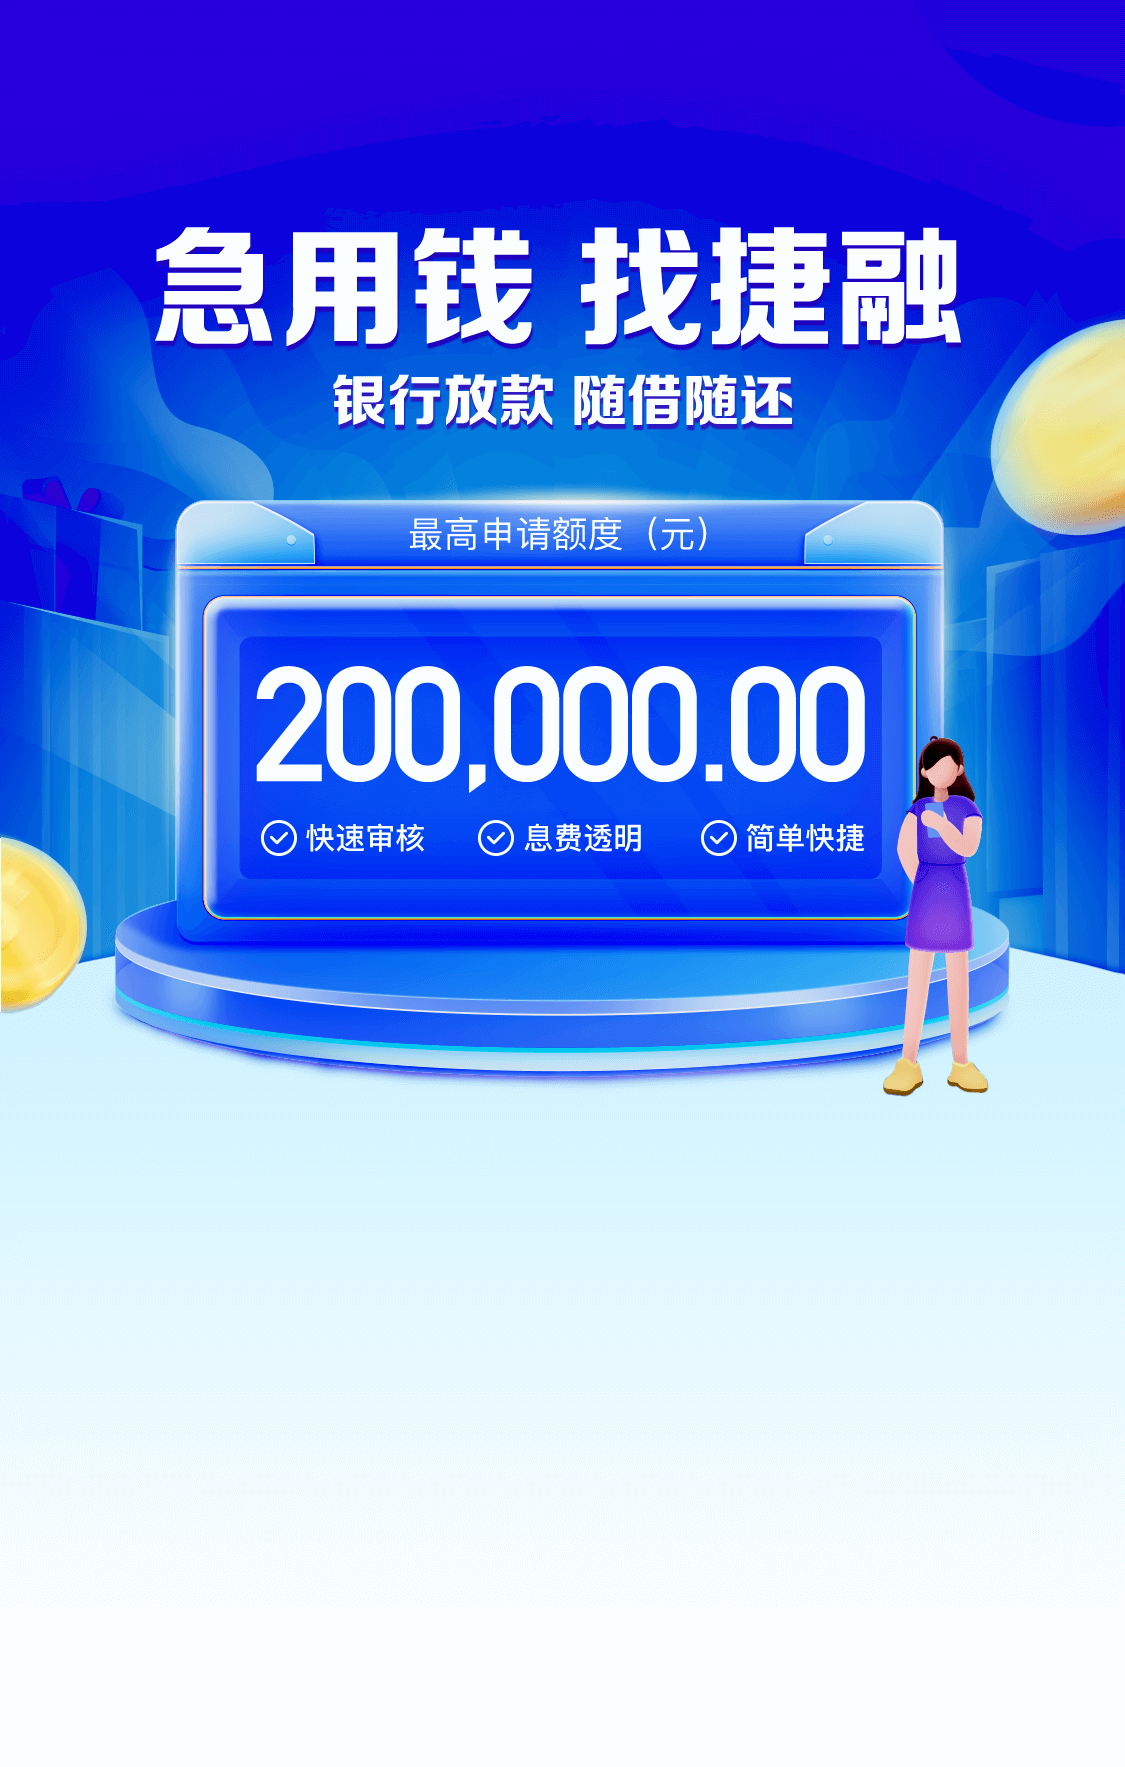 急用钱 找捷融
银行放款 随借随还
最高申请额度（元）
200,000.00
快速审核 息费透明 简单快捷